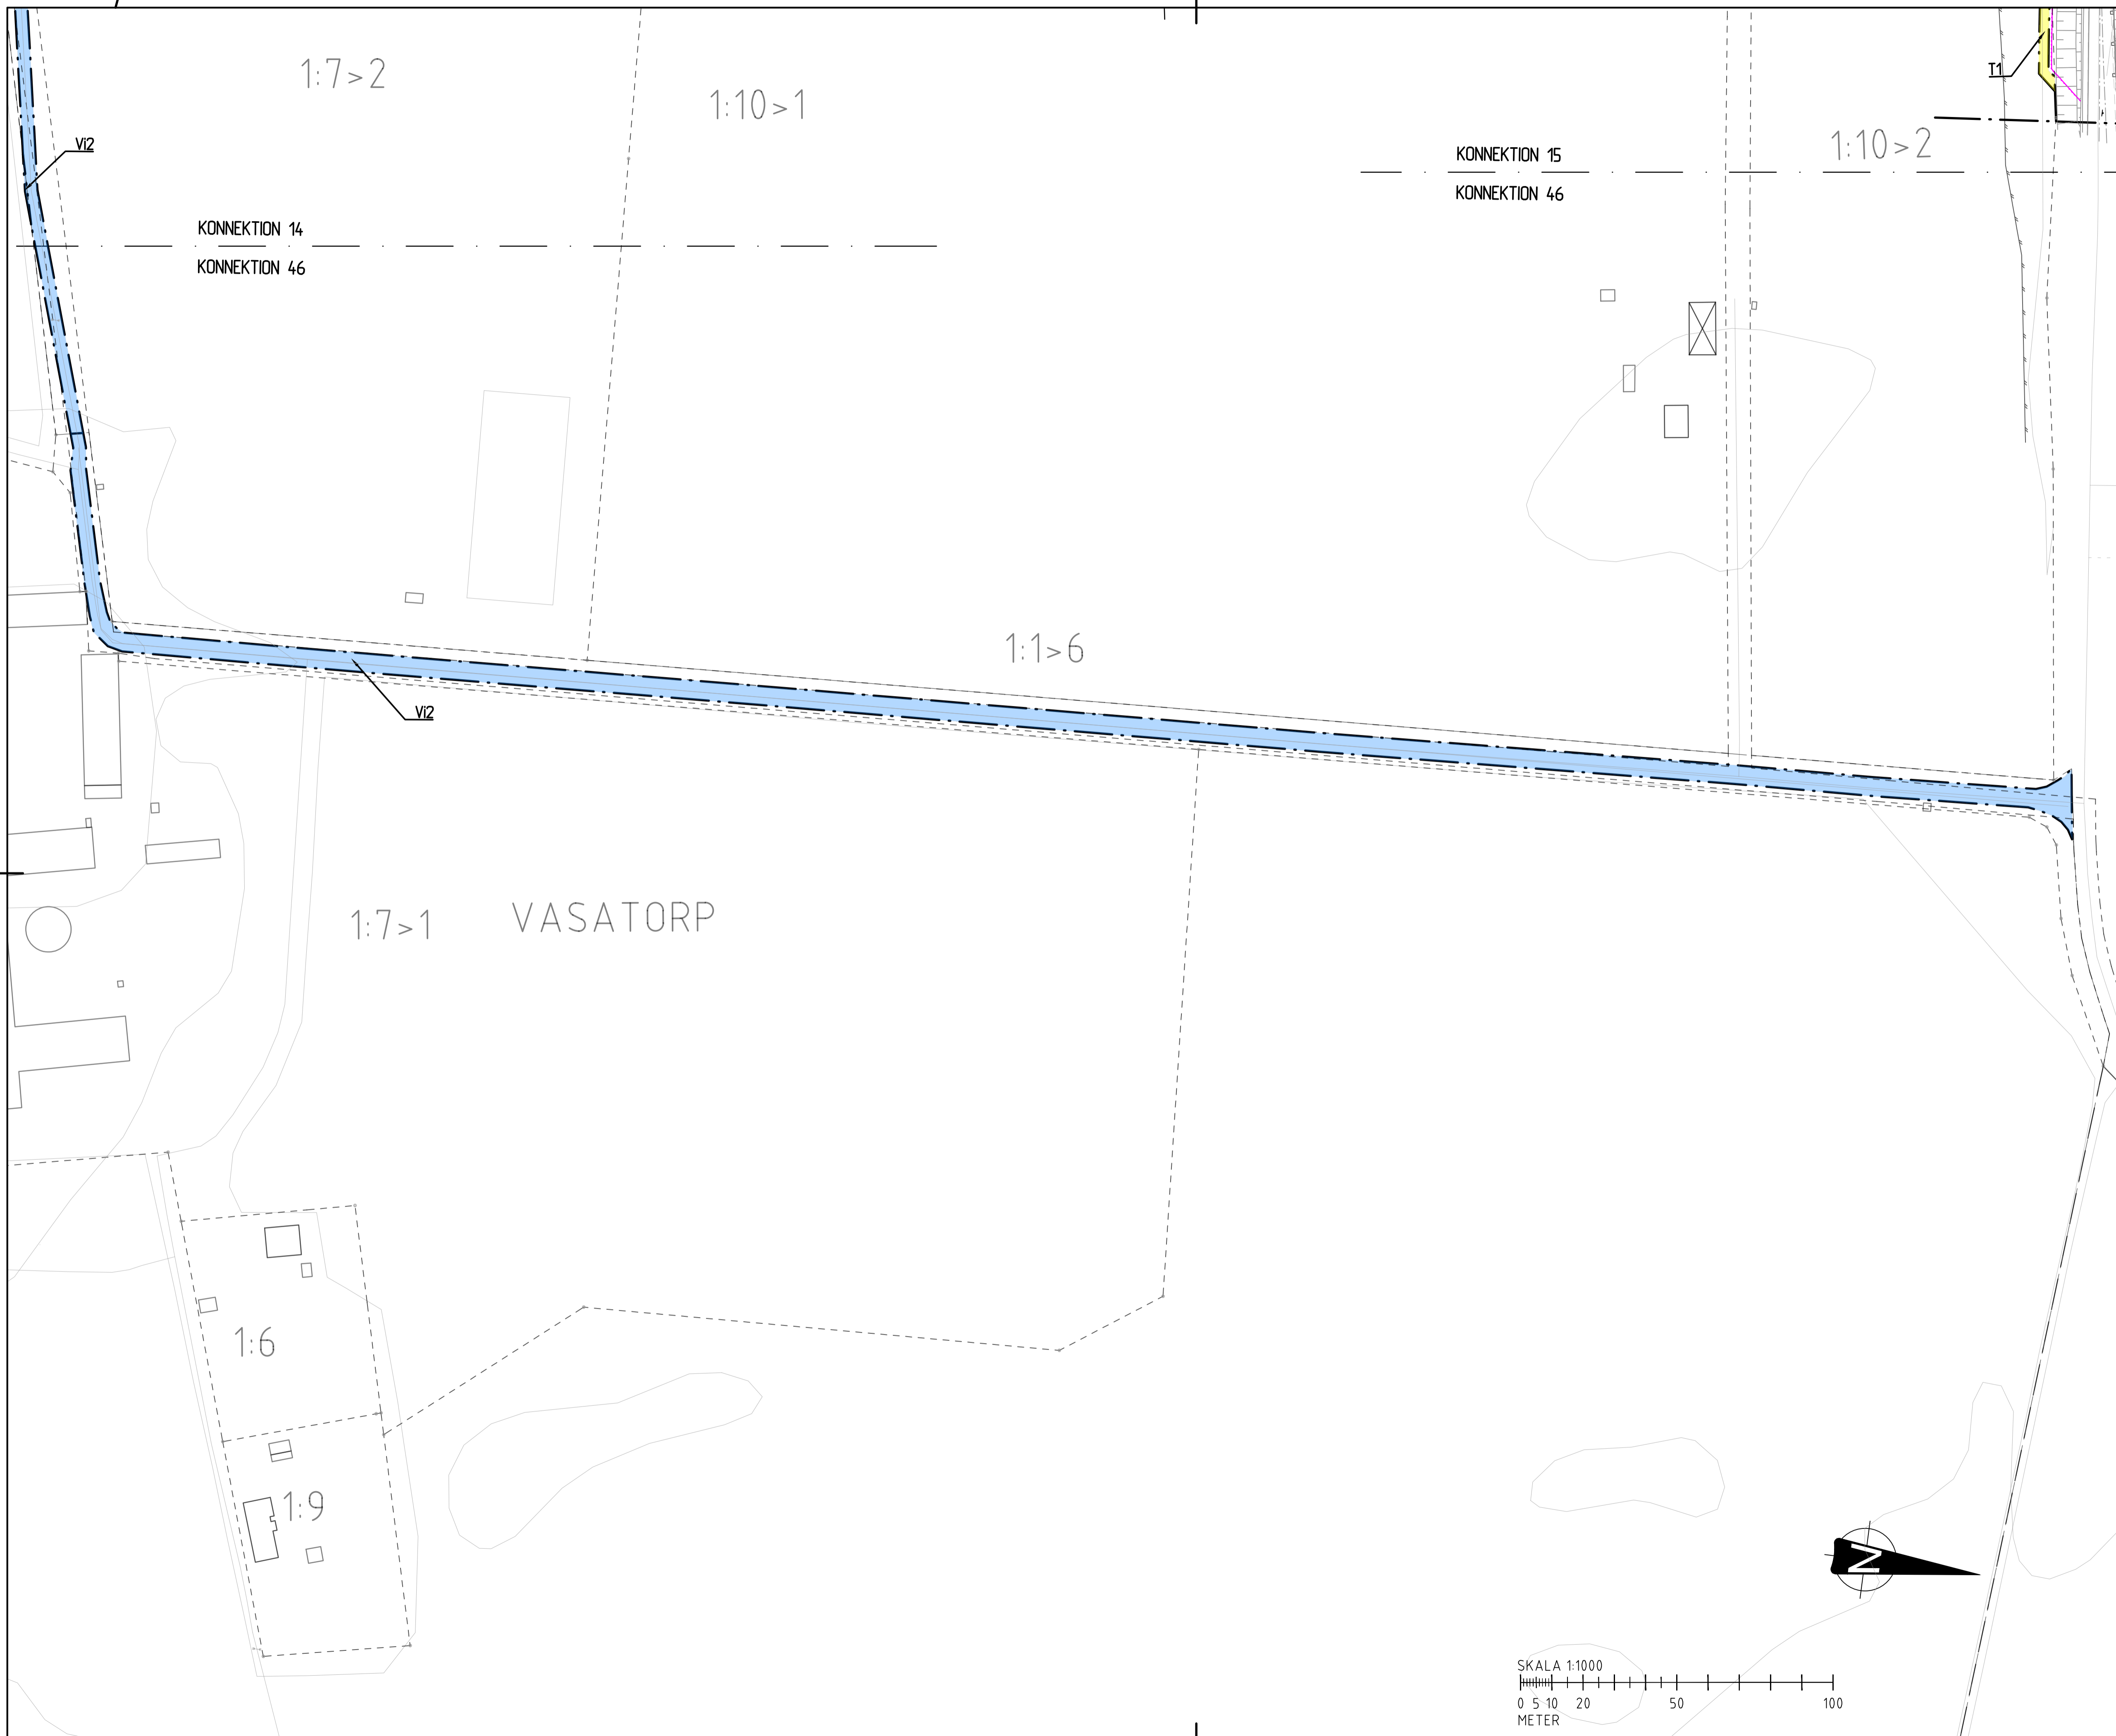 T1
1:7>2
1:10>1
Vi2
1:10>2
KONNEKTION 15
KONNEKTION 46
KONNEKTION 14
KONNEKTION 46
1:1>6
Vi2
1:7>1
VASATORP
1:6
1:9
N
SKALA 1:1000
0 5 10 20 50 100
METER